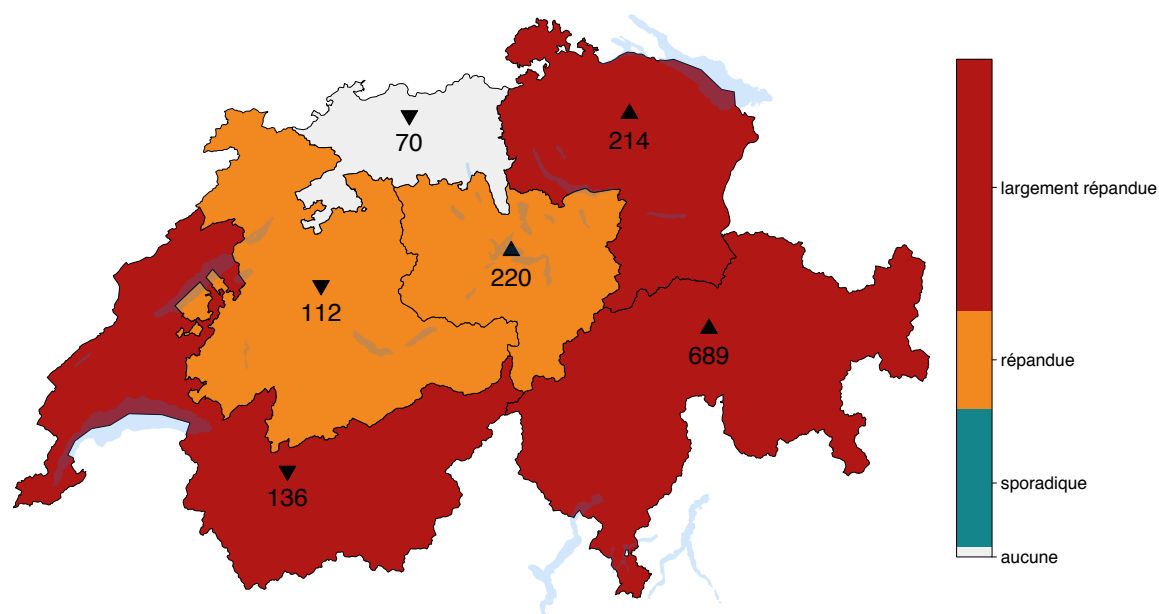 70
214
220
112
689
136
largement répandue
répandue
sporadique
aucune